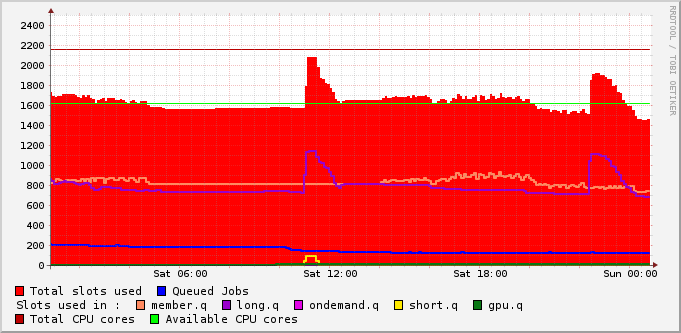 2400
2200
2000
1800
1600
1400
1200
1000
800
600
400
200
0
Sat 06:00 Sat 12:00 Sat 18:00 Sun 00:00
Total slots used Queued Jobs
Slots used in : member.q long.q ondemand.q short.q gpu.q
Total CPU cores Available CPU cores
RRDTOOL / TOBI OETIKER